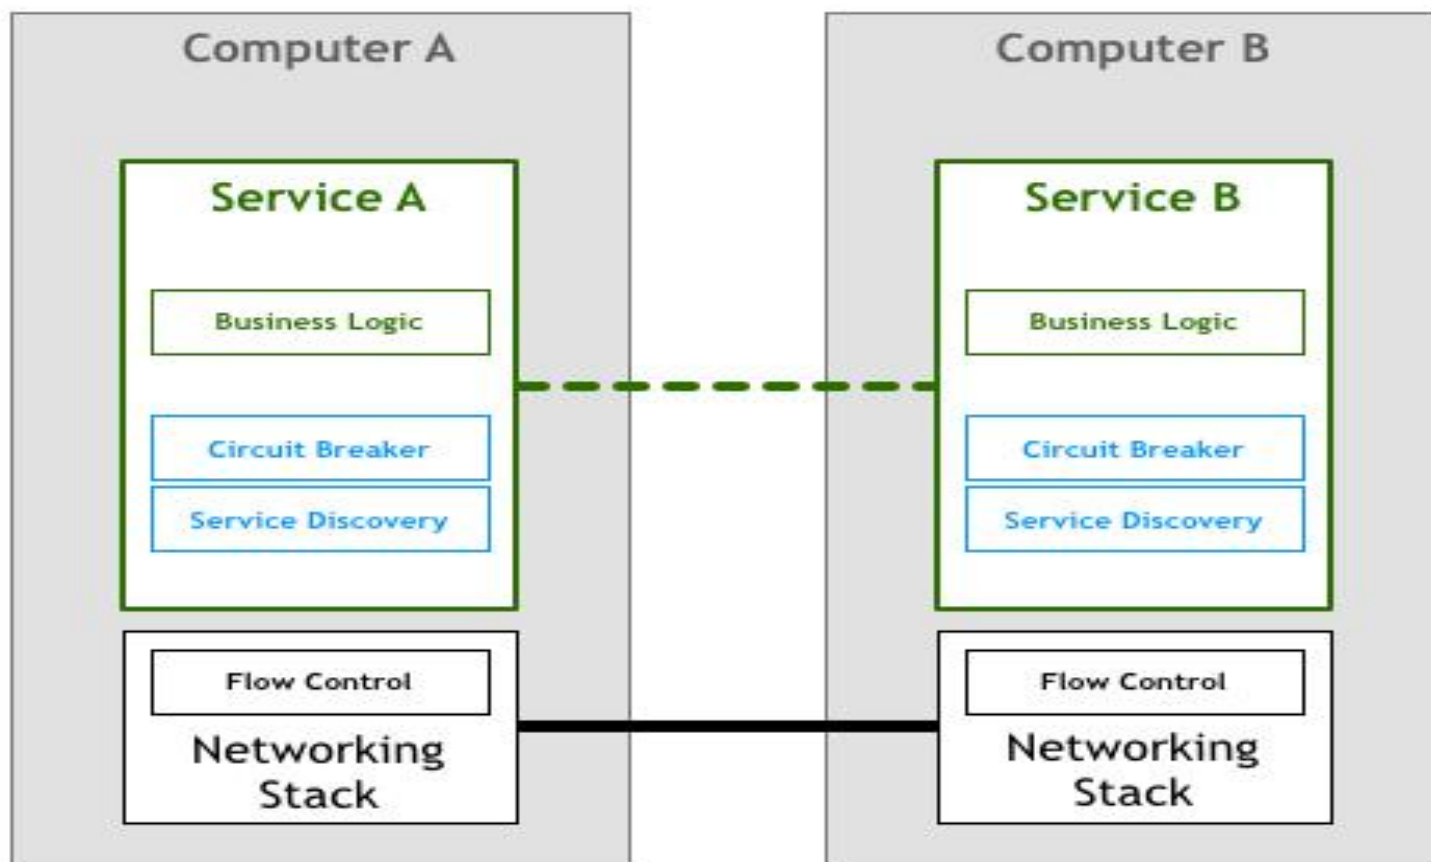 Computer A
Service A
Business Logic
Circuit Breaker
Service Discovery
Flow Control
Networking
Stack
Computer B
Service B
Business Logic
Circuit Breaker
Service Discovery
Flow Control
Networking
Stack